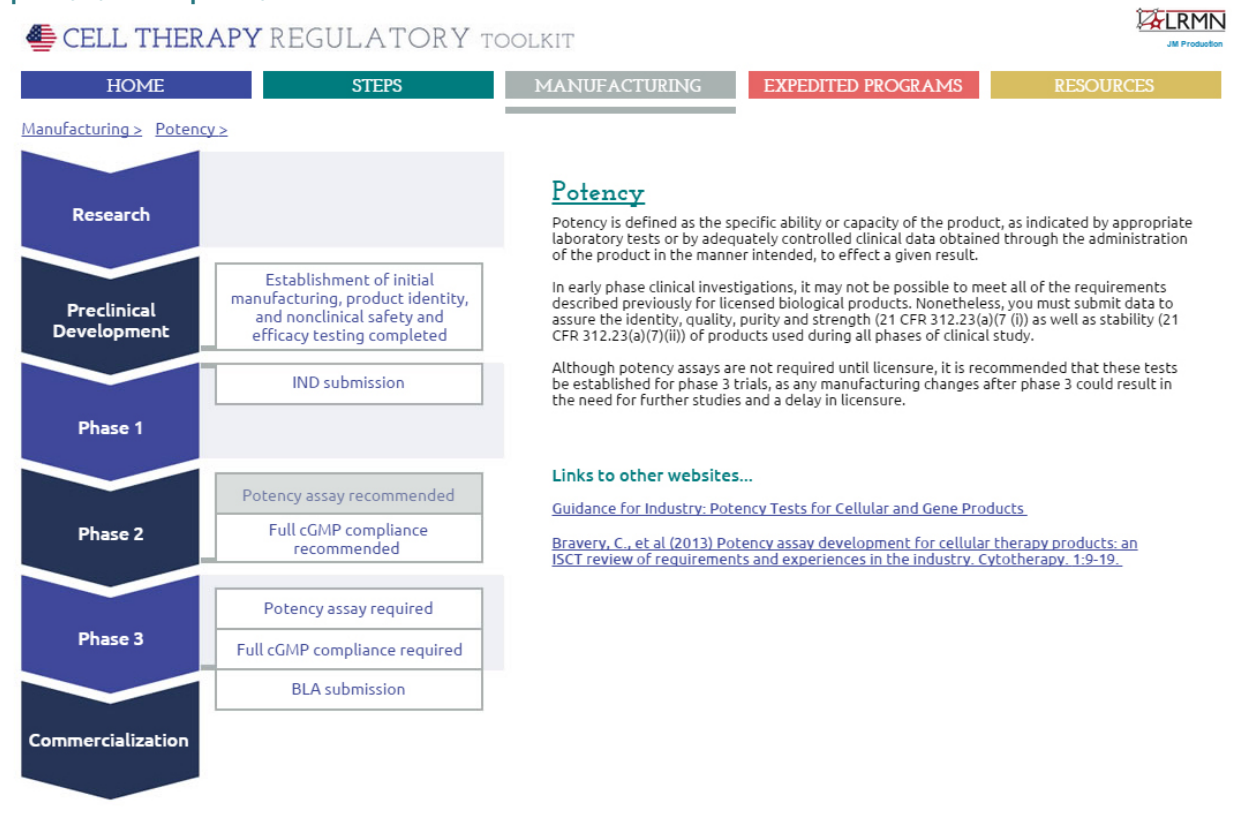 CELL THERAPY REGULATORY TOOLKIT
LRMN
JM Production
HOME
STEPS
MANUFACTURING
EXPEDITED PROGRAMS
RESOURCES
Manufacturing > Potency >
Research
Preclinical
Development
Establishment of initial
manufacturing, product identity,
and nonclinical safety and
efficacy testing completed
IND submission
Phase 1
Potency assay recommended
Phase 2
Full cGMP compliance
recommended
Potency assay required
Phase 3
Full cGMP compliance required
BLA submission
Commercialization
Potency
Potency is defined as the specific ability or capacity of the product, as indicated by appropriate
laboratory tests or by adequately controlled clinical data obtained through the administration
of the product in the manner intended, to effect a given result.
In early phase clinical investigations, it may not be possible to meet all of the requirements
described previously for licensed biological products. Nonetheless, you must submit data to
assure the identity, quality, purity and strength (21 CFR 312.23(a)(7 (i)) as well as stability (21
CFR 312.23(a)(7)(ii)) of products used during all phases of clinical study.
Although potency assays are not required until licensure, it is recommended that these tests
be established for phase 3 trials, as any manufacturing changes after phase 3 could result in
the need for further studies and a delay in licensure.
Links to other websites...
Guidance for Industry: Potency Tests for Cellular and Gene Products
Bravery, C., et al (2013) Potency assay development for cellular therapy products: an
ISCT review of requirements and experiences in the industry. Cytotherapy. 1:9-19.